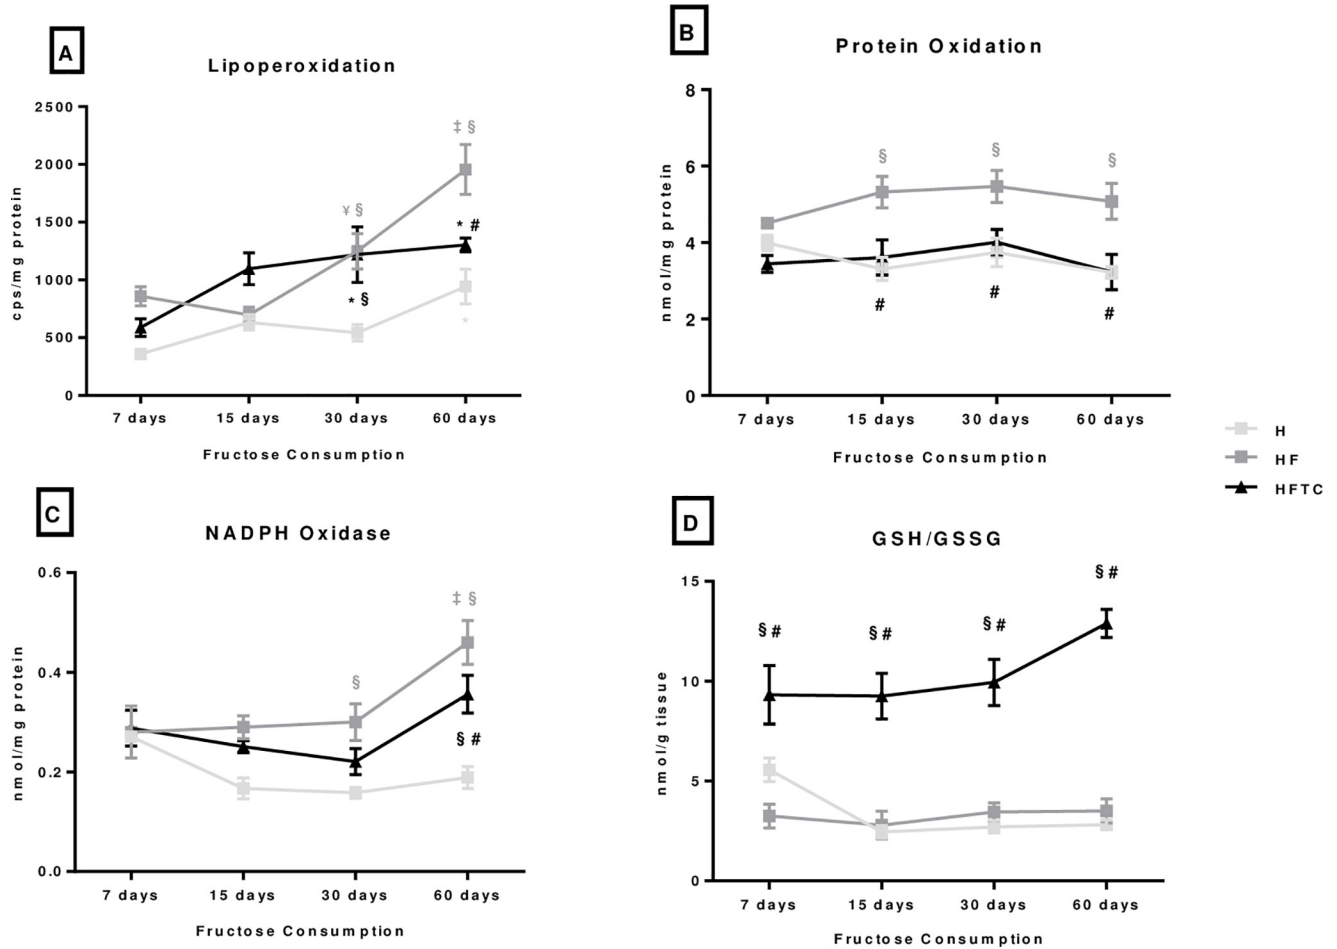 A
Lipoperoxidation
2500
2000
1500
1000
500
0
cps/mg protein
‡ §
¥ §
* #
* §
*
7 days 15 days 30 days 60 days
Fructose Consumption
B
Protein Oxidation
8
6
4
2
0
nmol/mg protein
§ § §
# # #
7 days 15 days 30 days 60 days
Fructose Consumption
H
HF
HFTC
C
NADPH Oxidase
0.6
0.4
0.2
0.0
nmol/mg protein
‡ §
§
§ #
7 days 15 days 30 days 60 days
Fructose Consumption
D
GSH/GSSG
15
10
5
0
nmol/g tissue
§ # § # § # § #
7 days 15 days 30 days 60 days
Fructose Consumption